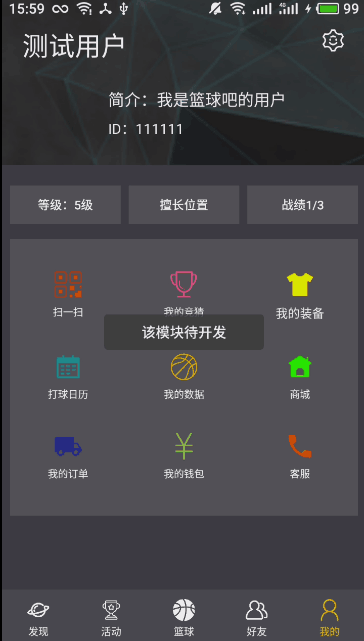 15:59 4G 99
测试用户
简介：我是篮球吧的用户
ID：111111
等级：5级 擅长位置 战绩1/3
扫一扫 我的竞猜 我的装备
该模块待开发
打球日历 我的数据 商城
我的订单 我的钱包 客服
发现 活动 篮球 好友 我的